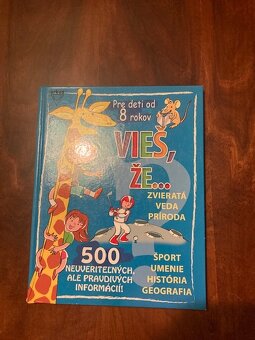 Pre deti od
8 rokov
VIEŠ,
ŽE...
ZVIERATÁ
VEDA
PRÍRODA
500
NEUVERITEĽNÝCH,
ALE PRAVDIVÝCH
INFORMÁCIÍ!
ŠPORT
UMENIE
HISTÓRIA
GEOGRAFIA